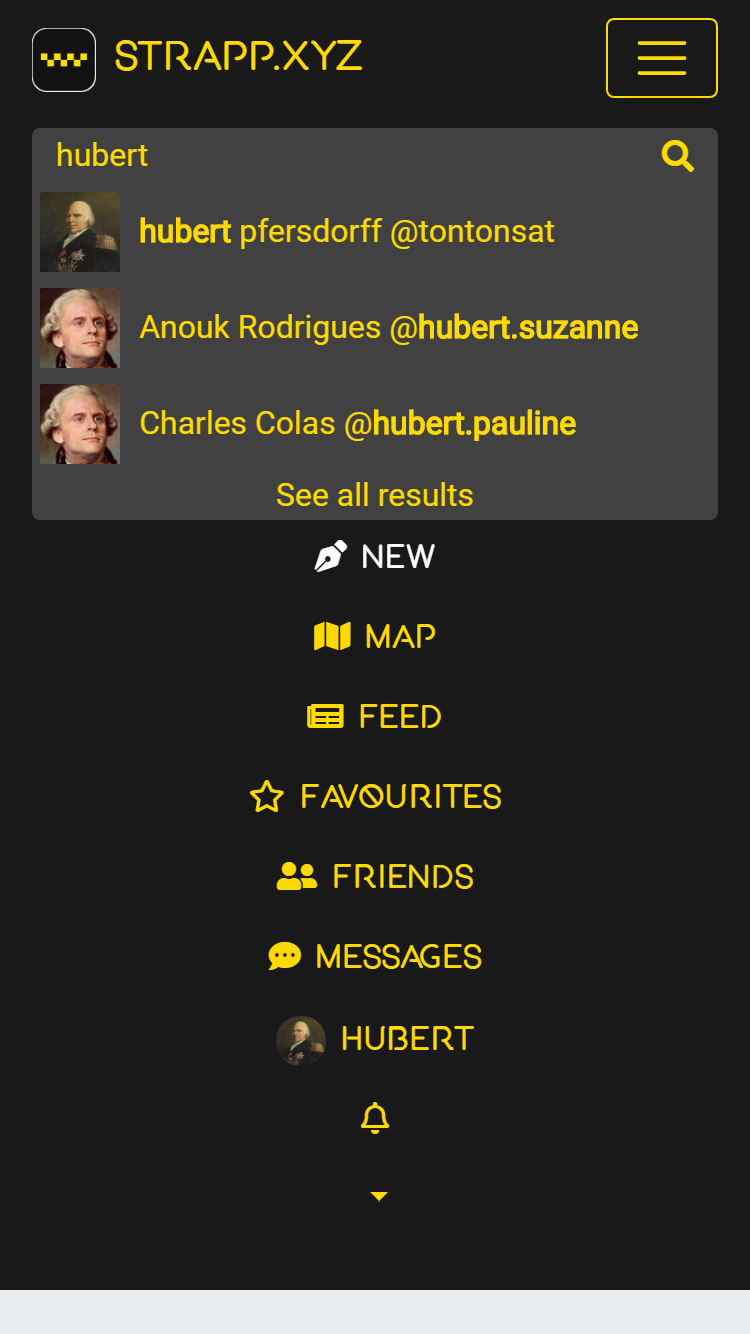 STRAPP.XYZ
hubert
hubert pfersdorff @tontonsat
Anouk Rodrigues @hubert.suzanne
Charles Colas @hubert.pauline
See all results
NEW
MAP
FEED
FAVOURITES
FRIENDS
MESSAGES
HUBERT